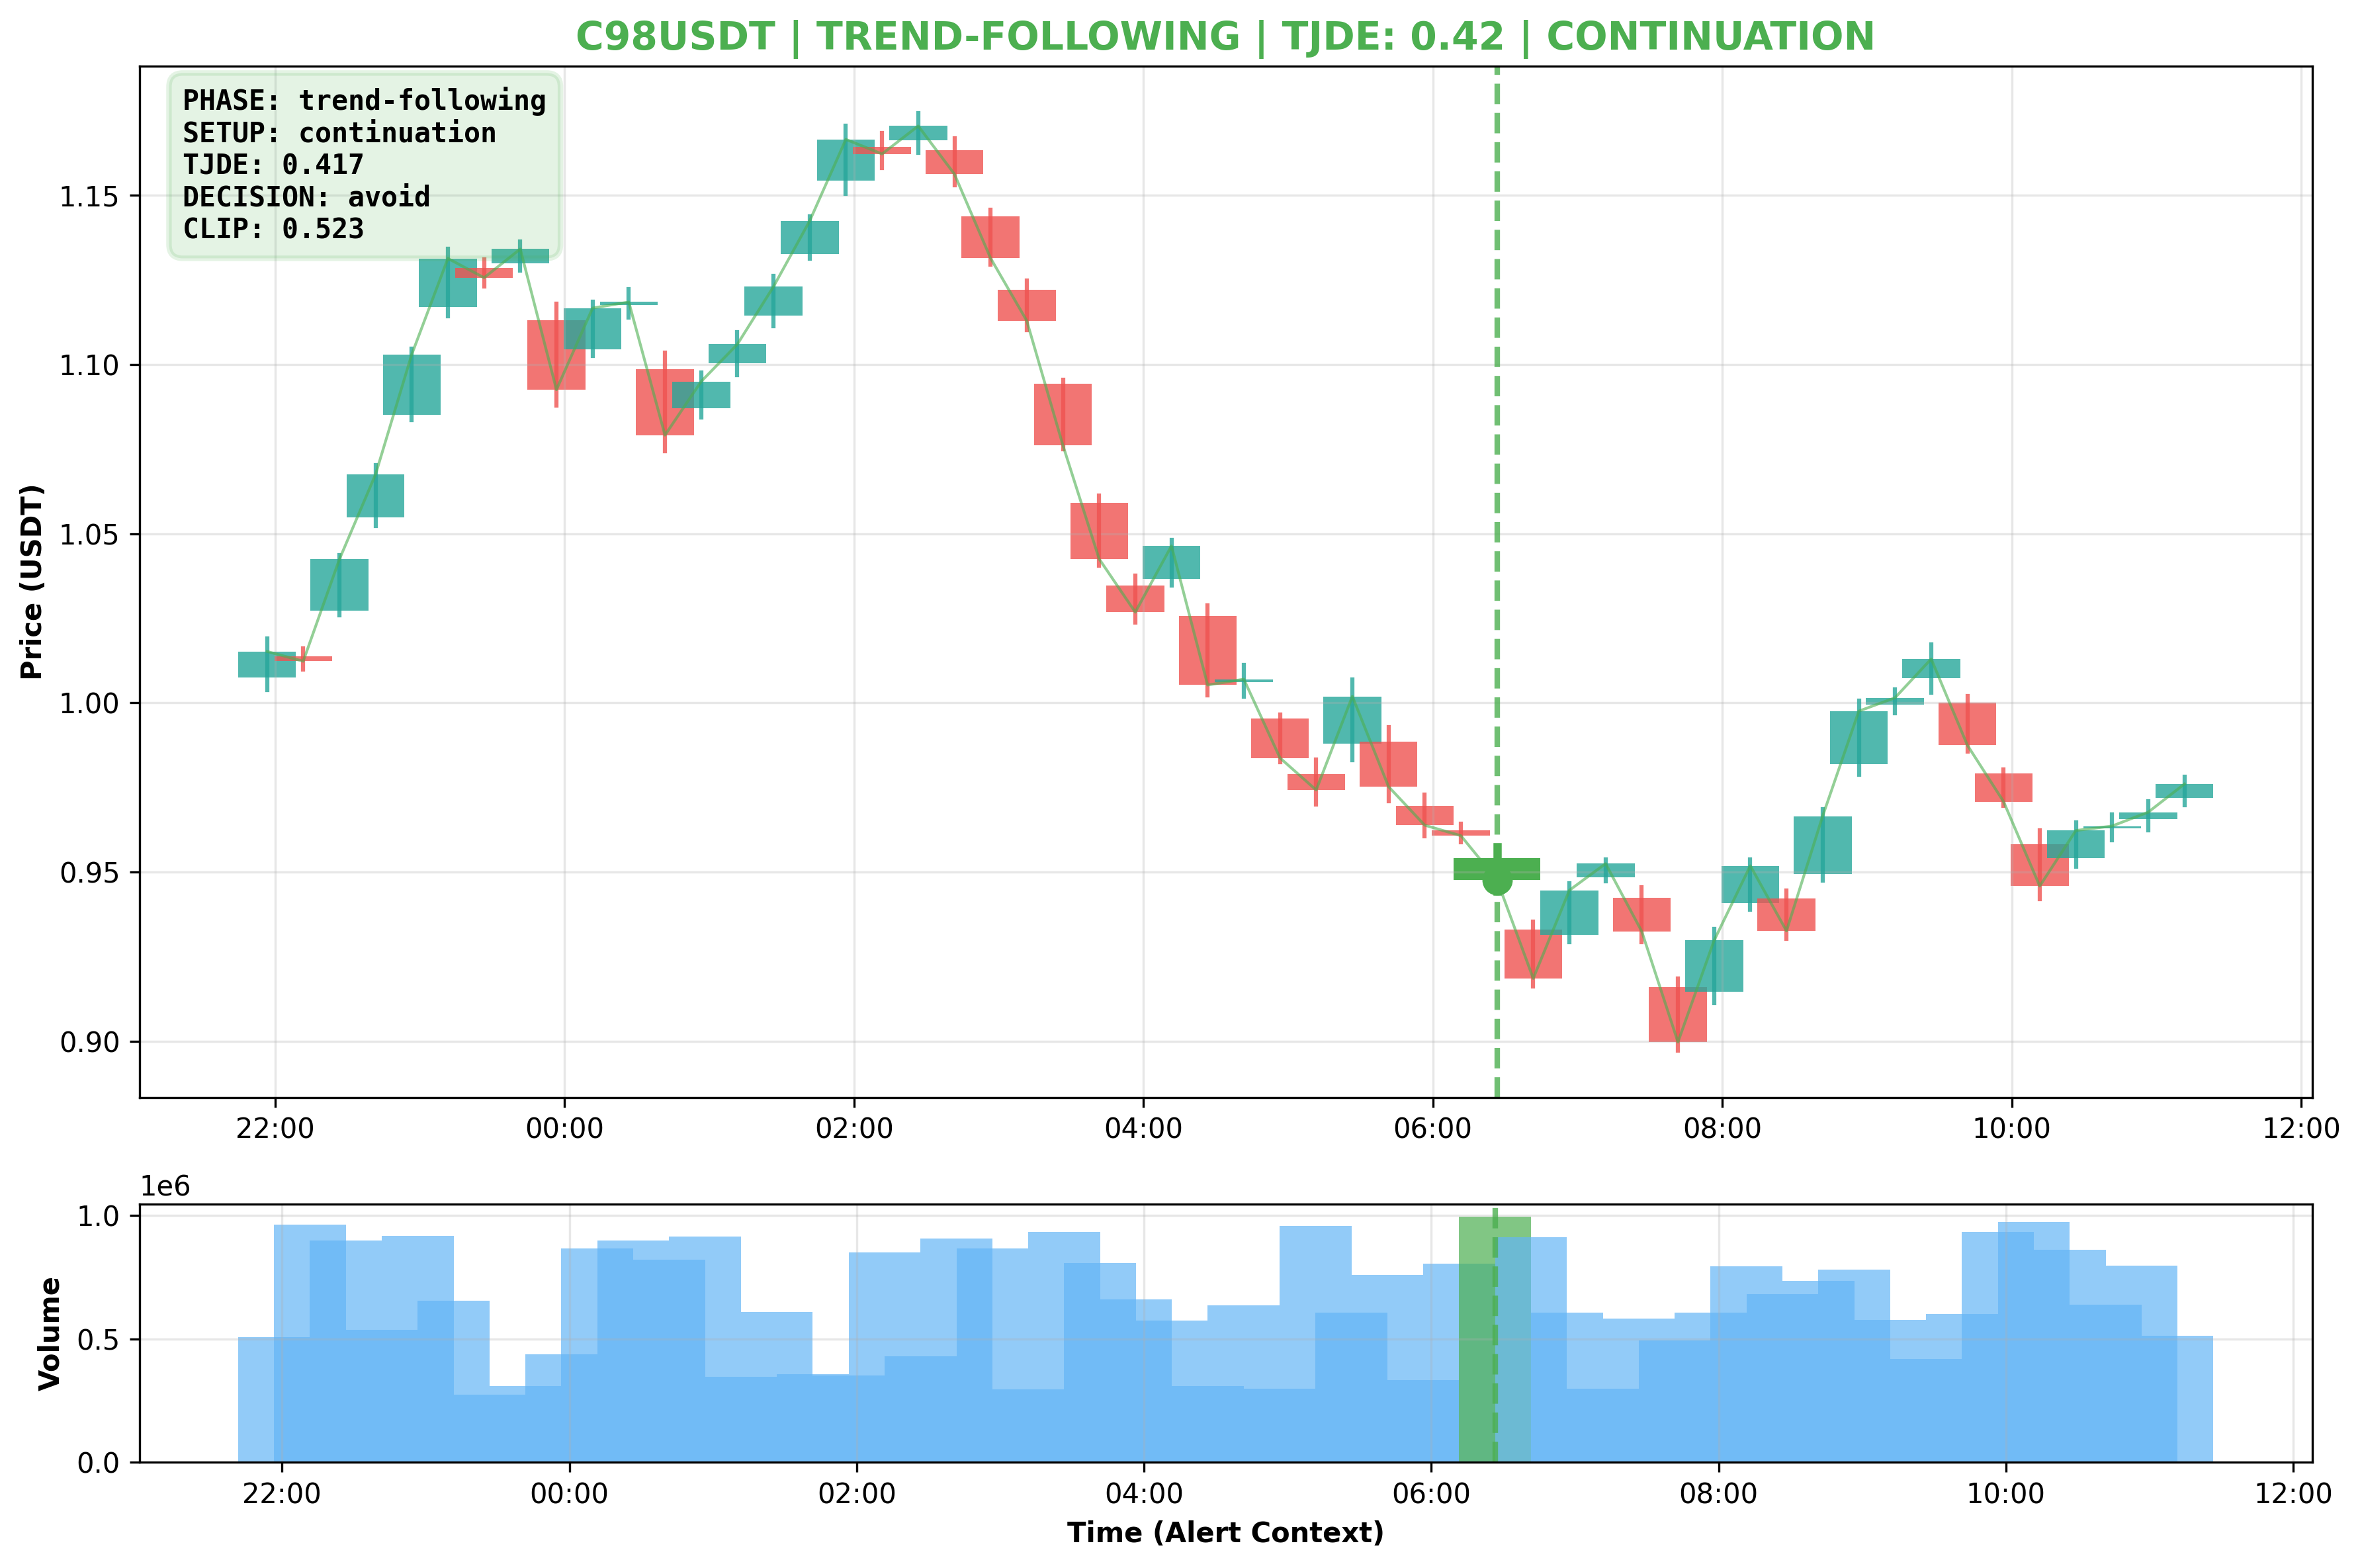 C98USDT | TREND-FOLLOWING | TJDE: 0.42 | CONTINUATION
PHASE: trend-following
SETUP: continuation
TJDE: 0.417
DECISION: avoid
CLIP: 0.523
Price (USDT)
1.15
1.10
1.05
1.00
0.95
0.90
22:00 00:00 02:00 04:00 06:00 08:00 10:00 12:00
1e6
Volume
1.0
0.5
0.0
22:00 00:00 02:00 04:00 06:00 08:00 10:00 12:00
Time (Alert Context)